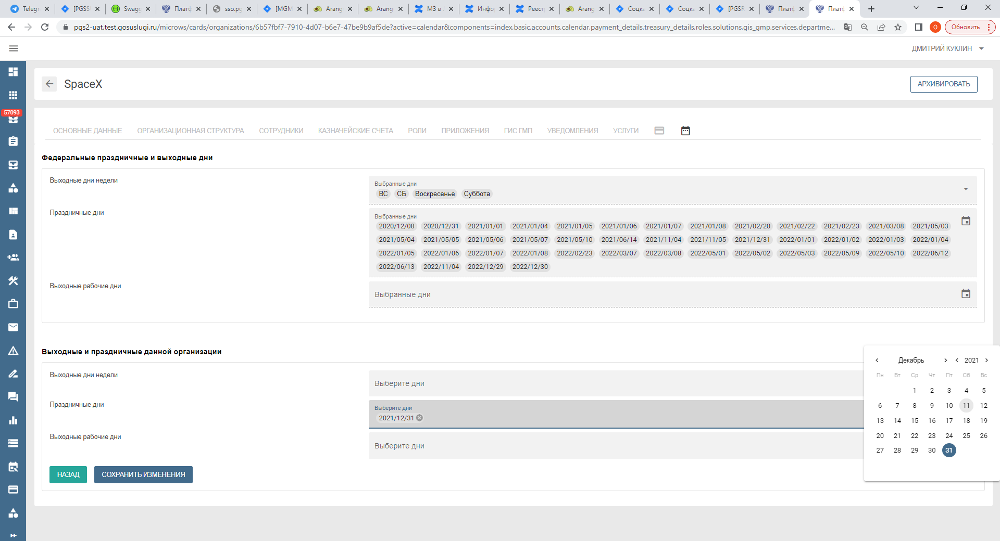 Telegr
[PGSS
Swagg
Платф
sso.pg
[MGM
Arang
Arang
МЗ в
Инфо
Реест
Arang
Соцка
Соцка
[PGSR
Платф
Платф
pgs2-uat.test.gosuslugi.ru/microws/cards/organizations/6b57fbf7-7910-4d07-b6e7-47be9b9af5de?active=calendar&components=index,basic,accounts,calendar,payment_details,treasury_details,roles,solutions,gis_gmp,services,departme...
О
Обновить
ДМИТРИЙ КУКЛИН
SpaceX
АРХИВИРОВАТЬ
57093
ОСНОВНЫЕ ДАННЫЕ ОРГАНИЗАЦИОННАЯ СТРУКТУРА СОТРУДНИКИ КАЗНАЧЕЙСКИЕ СЧЕТА РОЛИ ПРИЛОЖЕНИЯ ГИС ГМП УВЕДОМЛЕНИЯ УСЛУГИ
Федеральные праздничные и выходные дни
Выходные дни недели
Выбранные дни
ВС СБ Воскресенье Суббота
Праздничные дни
Выбранные дни
2020/12/08 2020/12/31 2021/01/01 2021/01/04 2021/01/05 2021/01/06 2021/01/07 2021/01/08 2021/02/20 2021/02/22 2021/02/23 2021/03/08 2021/05/03
2021/05/04 2021/05/05 2021/05/06 2021/05/07 2021/05/10 2021/06/14 2021/11/04 2021/11/05 2021/12/31 2022/01/01 2022/01/02 2022/01/03 2022/01/04
2022/01/05 2022/01/06 2022/01/07 2022/01/08 2022/02/23 2022/03/07 2022/03/08 2022/05/01 2022/05/02 2022/05/03 2022/05/09 2022/05/10 2022/06/12
2022/06/13 2022/11/04 2022/12/29 2022/12/30
Выходные рабочие дни
Выбранные дни
Выходные и праздничные данной организации
Выходные дни недели
Выберите дни
Праздничные дни
Выберите дни
2021/12/31
Выходные рабочие дни
Выберите дни
НАЗАД
СОХРАНИТЬ ИЗМЕНЕНИЯ
Декабрь 2021
Пн Вт Ср Чт Пт Сб Вс
1 2 3 4 5
6 7 8 9 10 11 12
13 14 15 16 17 18 19
20 21 22 23 24 25 26
27 28 29 30 31